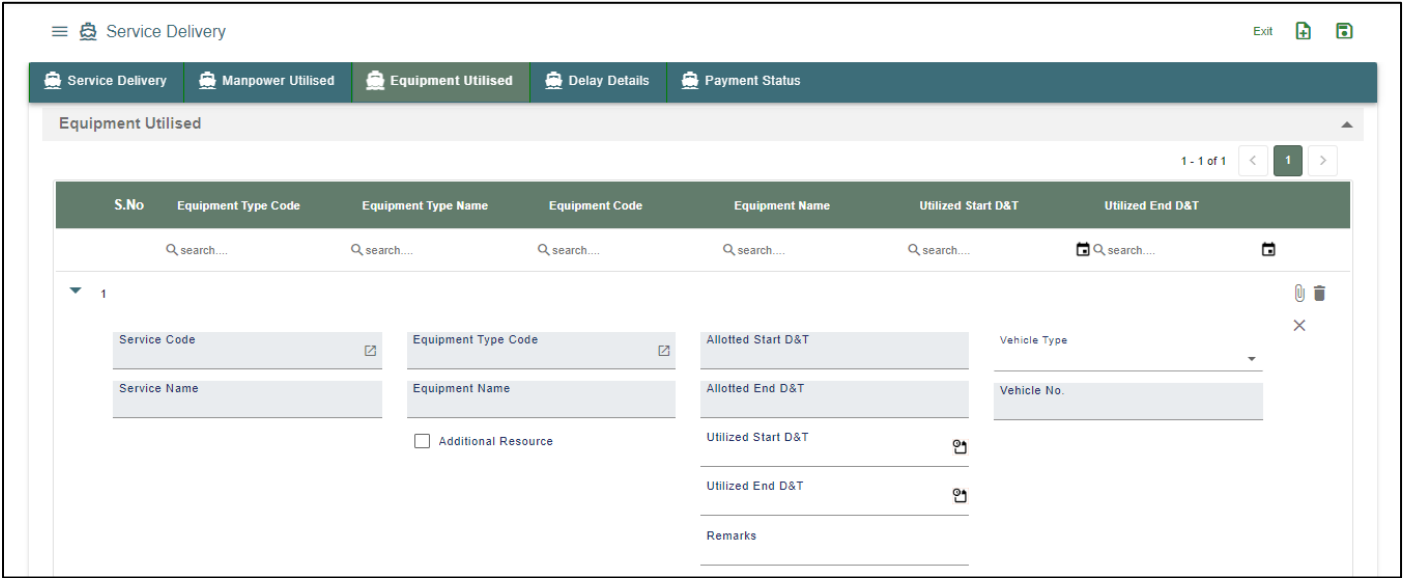 Service Delivery
Exit
Service Delivery Manpower Utilised Equipment Utilised Delay Details Payment Status
Equipment Utilised
1 - 1 of 1 < 1 >
S.No Equipment Type Code Equipment Type Name Equipment Code Equipment Name Utilized Start D&T Utilized End D&T
search.... search.... search.... search.... search.... search....
1
Service Code Equipment Type Code Allotted Start D&T Vehicle Type
Service Name Equipment Name Allotted End D&T Vehicle No.
Additional Resource Utilized Start D&T
Utilized End D&T
Remarks